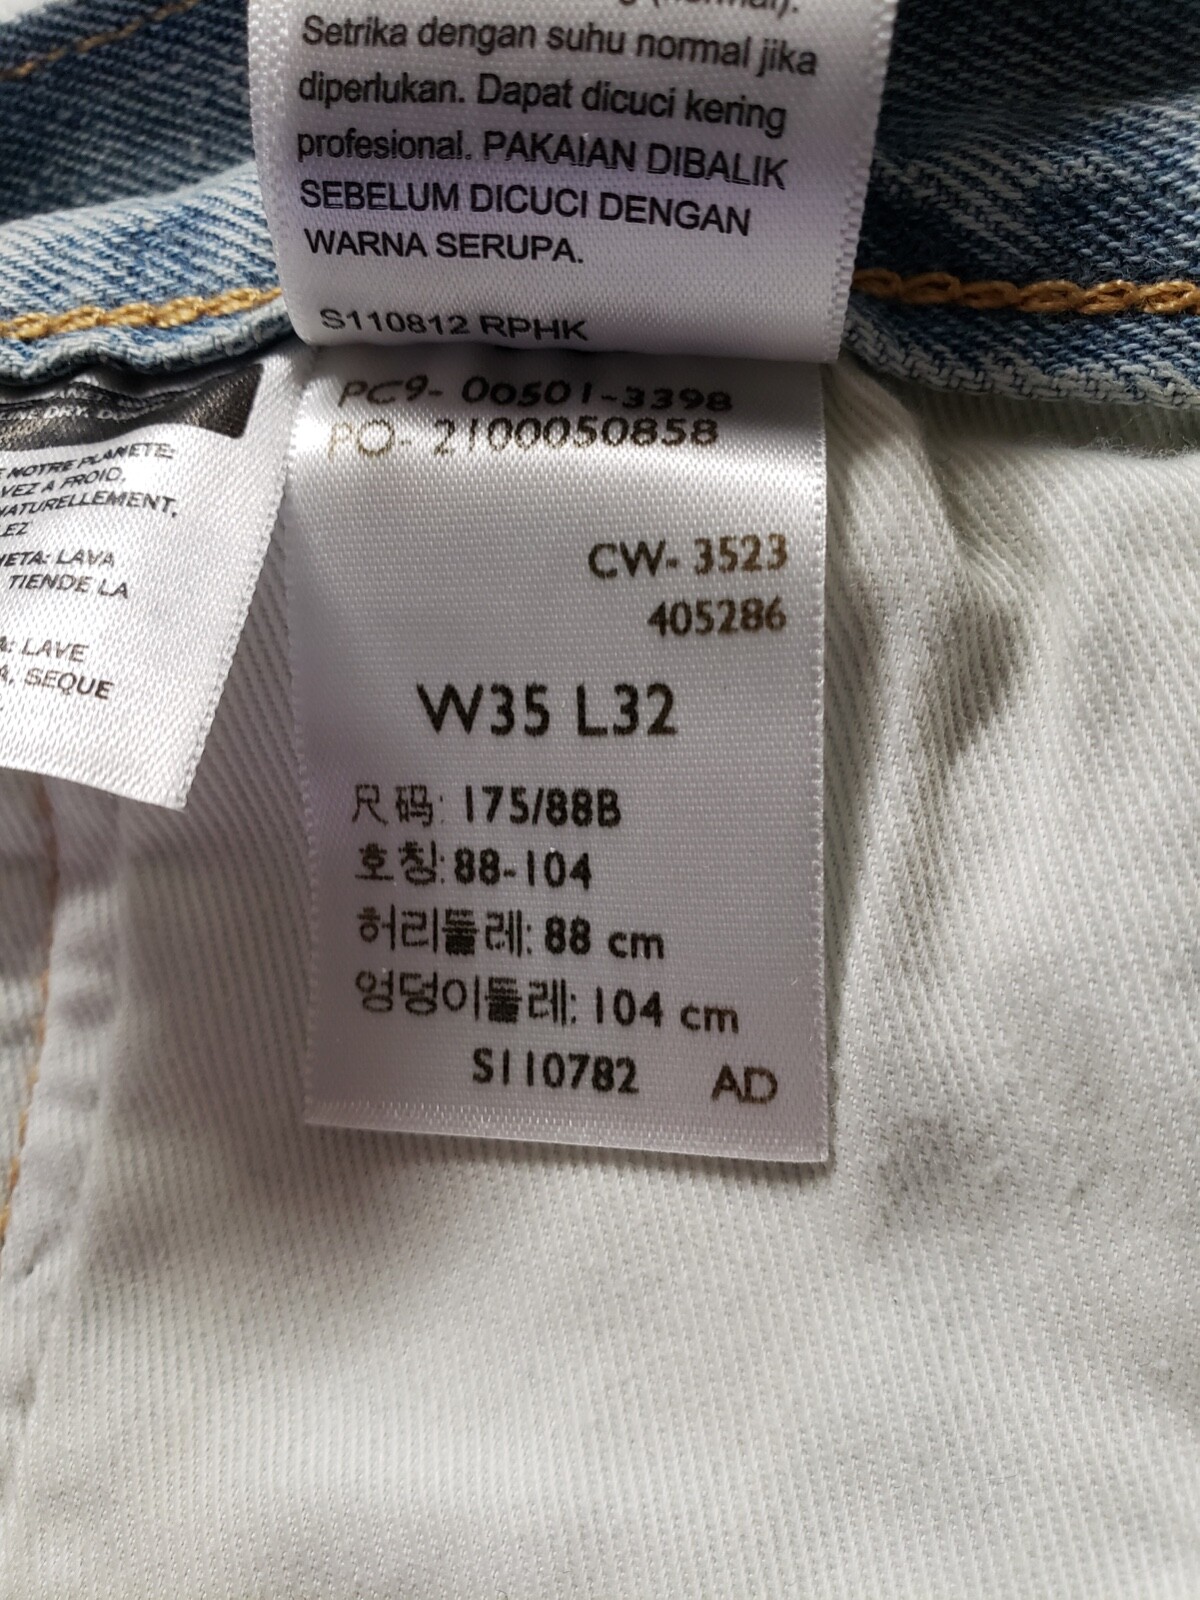 Setrika dengan suhu normal jika
diperlukan. Dapat dicuci kering
profesional. PAKAIAN DIBALIK
SEBELUM DICUCI DENGAN
WARNA SERUPA.
S110812 RPHK
NOTRE PLANETE:
A FROID,
NATURELLEMENT,
LAVA
TIENDE LA
LAVE
SEQUE
PC9- 00501-3398
PO- 2100050858
CW- 3523
405286
W35 L32
尺码: 175/88B
호칭: 88-104
허리둘레: 88 cm
엉덩이둘레: 104 cm
S110782 AD